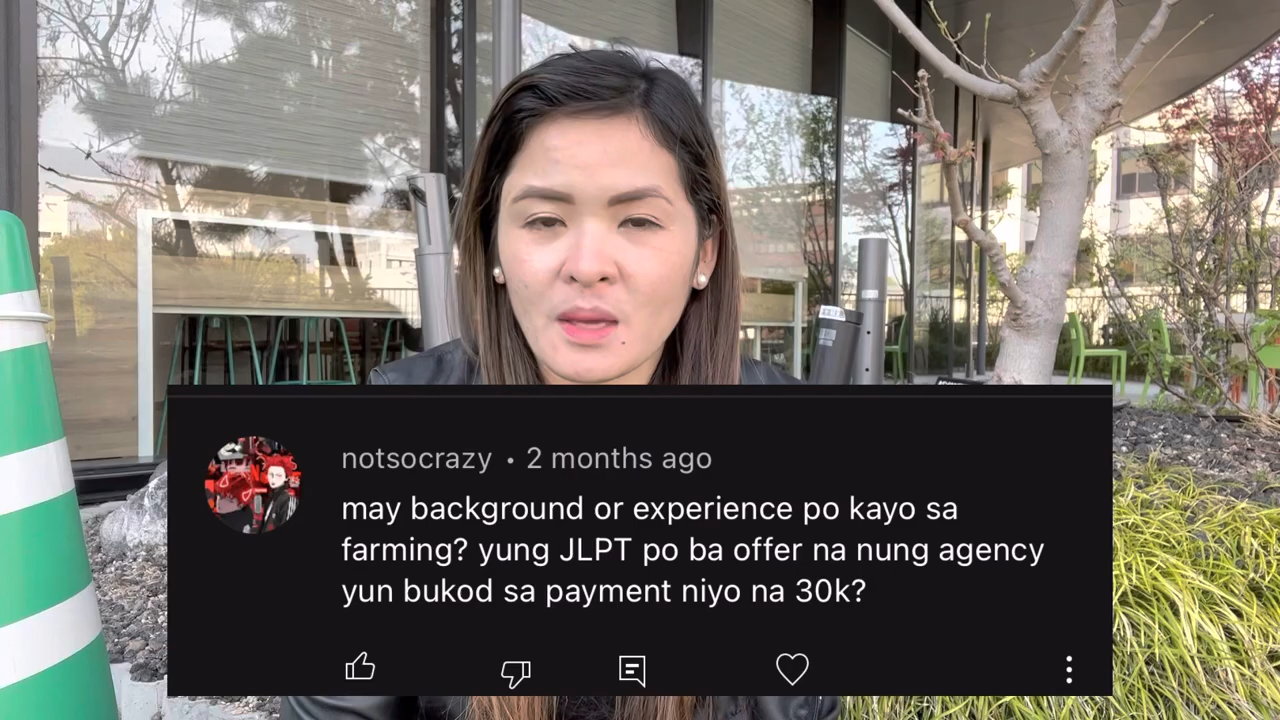 notsocrazy • 2 months ago
may background or experience po kayo sa
farming? yung JLPT po ba offer na nung agency
yun bukod sa payment niyo na 30k?